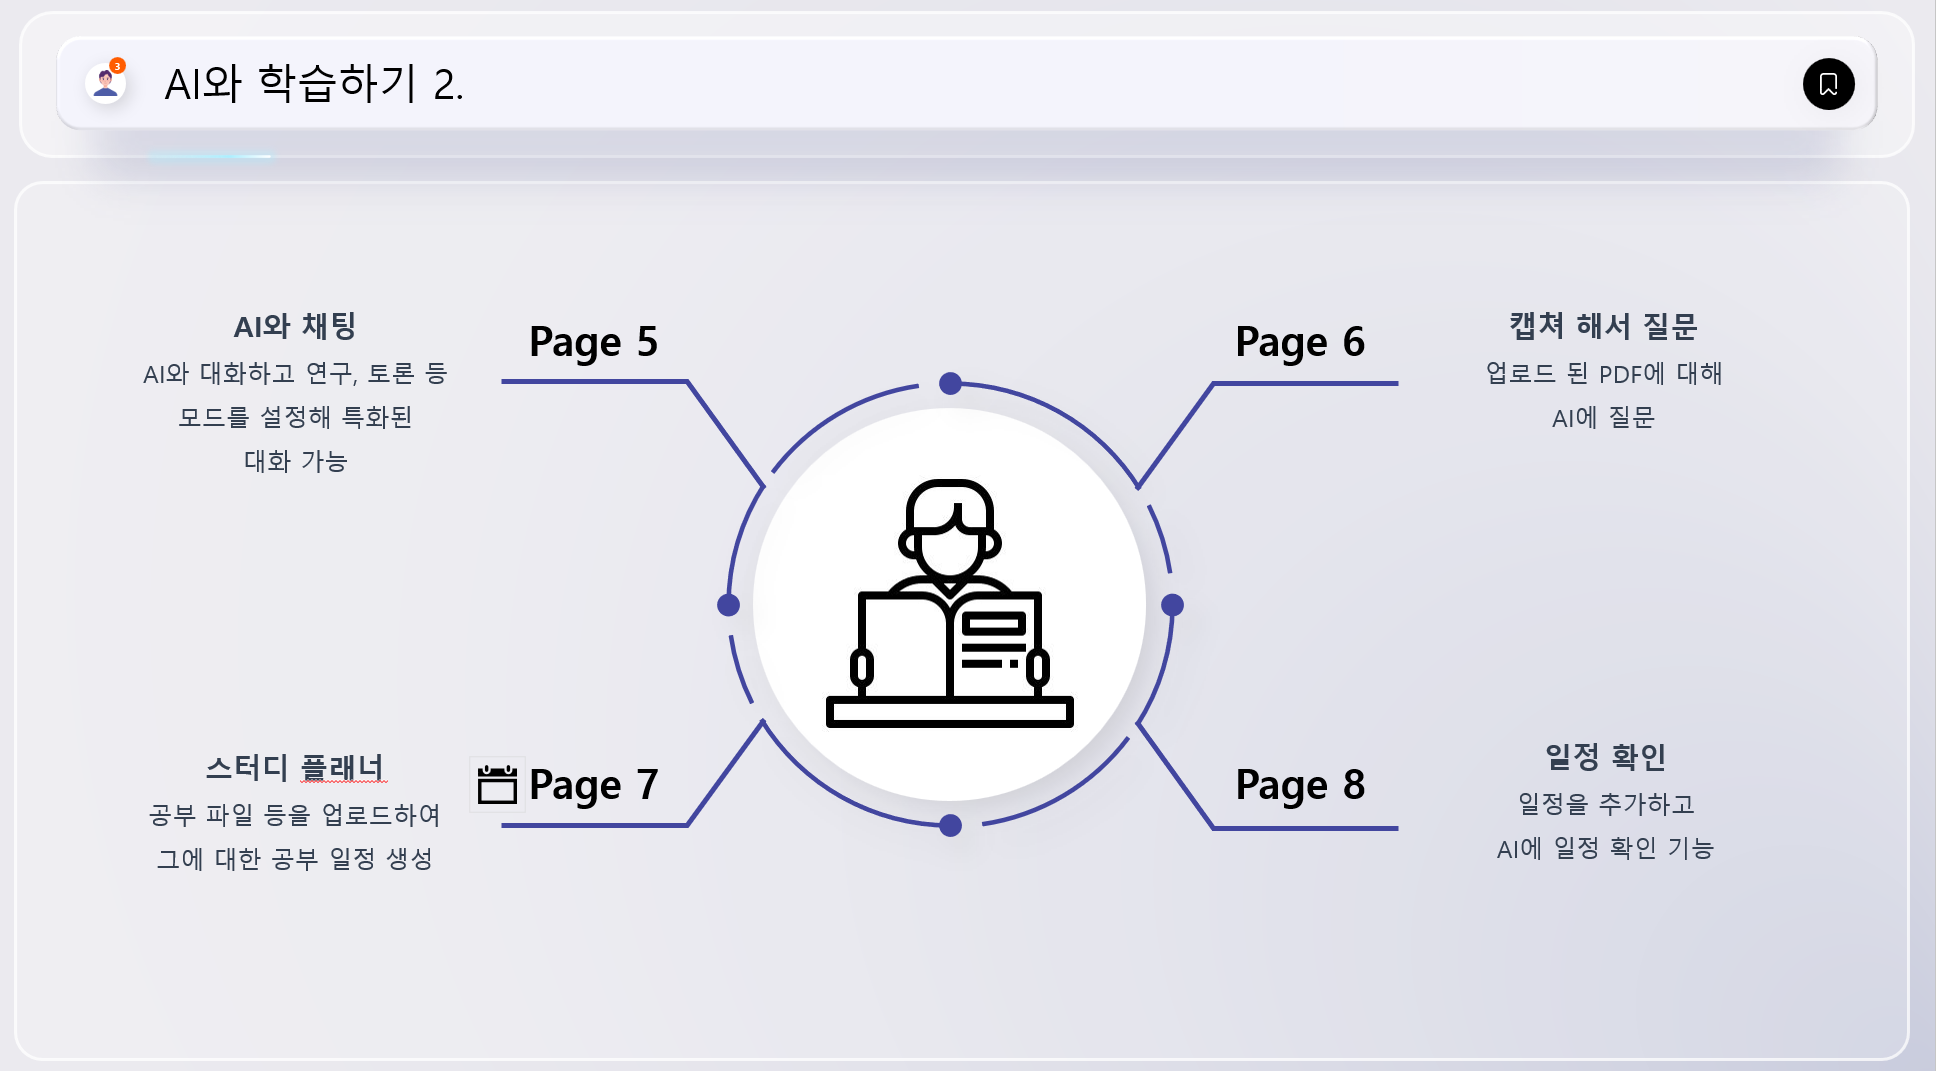 3
AI와 학습하기 2.
AI와 채팅
AI와 대화하고 연구, 토론 등
모드를 설정해 특화된
대화 가능
Page 5
Page 6
캡쳐 해서 질문
업로드 된 PDF에 대해
AI에 질문
스터디 플래너
공부 파일 등을 업로드하여
그에 대한 공부 일정 생성
Page 7
Page 8
일정 확인
일정을 추가하고
AI에 일정 확인 기능